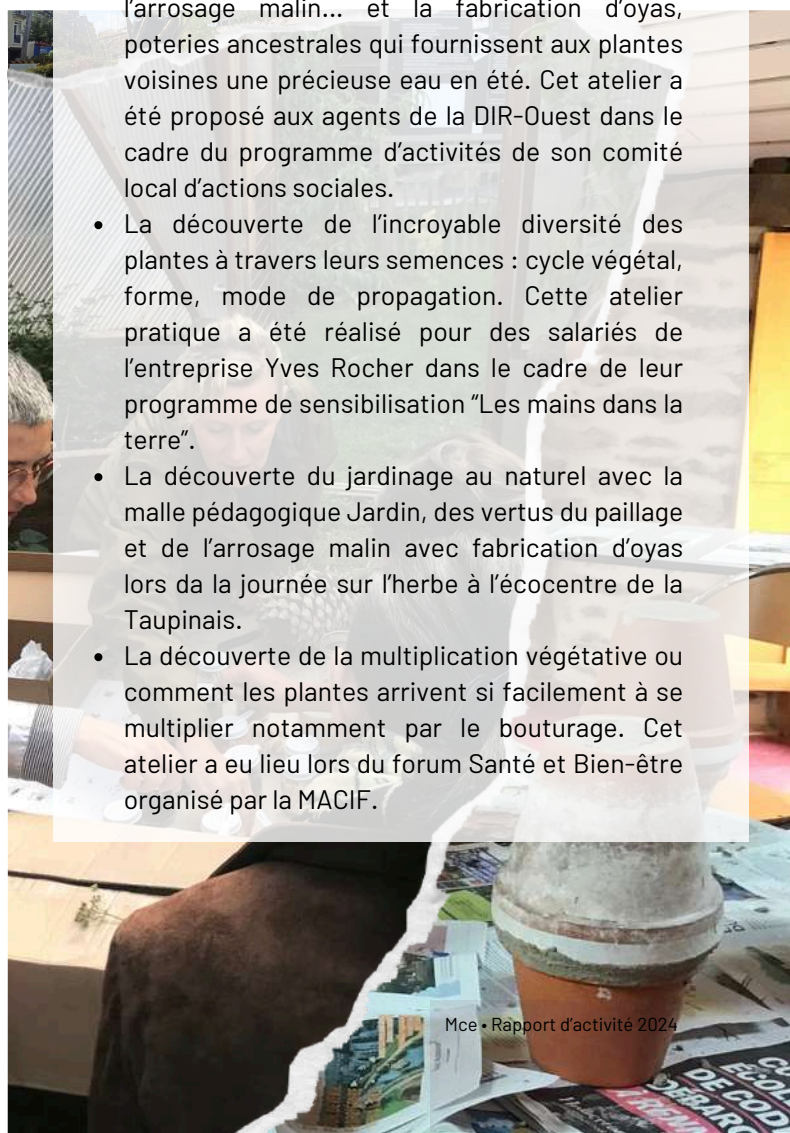 l'arrosage malin... et la fabrication d'oyas,
poteries ancestrales qui fournissent aux plantes
voisines une précieuse eau en été. Cet atelier a
été proposé aux agents de la DIR-Ouest dans le
cadre du programme d'activités de son comité
local d'actions sociales.
• La découverte de l'incroyable diversité des
plantes à travers leurs semences : cycle végétal,
forme, mode de propagation. Cette atelier
pratique a été réalisé pour des salariés de
l'entreprise Yves Rocher dans le cadre de leur
programme de sensibilisation “Les mains dans la
terre”.
• La découverte du jardinage au naturel avec la
malle pédagogique Jardin, des vertus du paillage
et de l'arrosage malin avec fabrication d'oyas
lors da la journée sur l'herbe à l'écocentre de la
Taupinais.
• La découverte de la multiplication végétative ou
comment les plantes arrivent si facilement à se
multiplier notamment par le bouturage. Cet
atelier a eu lieu lors du forum Santé et Bien-être
organisé par la MACIF.
Mce • Rapport d'activité 2024